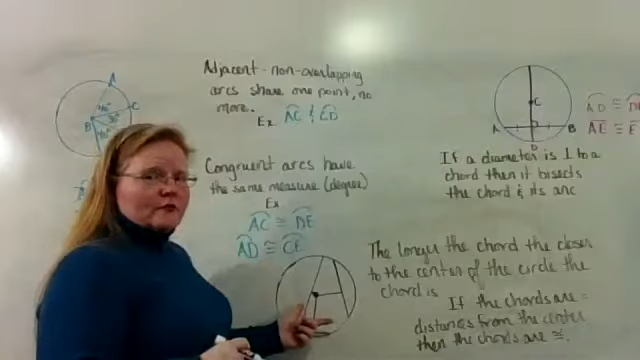 A
C
B
Adjacent-non-overlapping
arcs share one point, no
more.
Ex. AC & CD
Congruent arcs have
the same measure (degree)
Ex
AC ≅ DE
AD ≅ CE
C
A
B
D
AD ≅
AE ≅ E
If a diameter is ⊥ to a
chord then it bisects
the chord & its arc
The longer the chord the closer
to the center of the circle the
chord is
If the chords are =
distances from the center
then the chords are ≅.